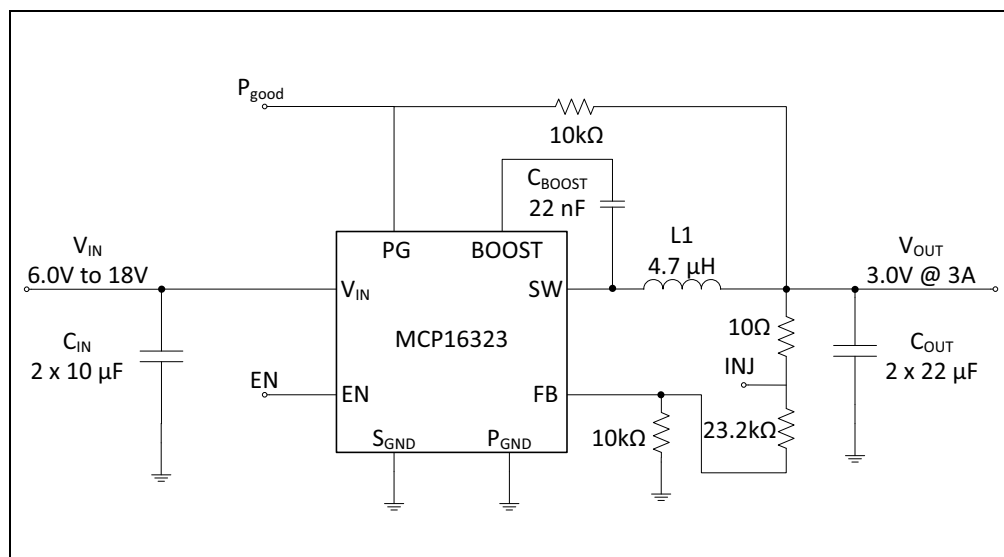 P_good
10kΩ
C_BOOST
22 nF
V_IN
6.0V to 18V
PG
BOOST
L1
4.7 µH
V_OUT
3.0V @ 3A
V_IN
SW
MCP16323
10Ω
C_IN
2 x 10 µF
INJ
C_OUT
2 x 22 µF
EN
EN
FB
10kΩ
23.2kΩ
S_GND
P_GND